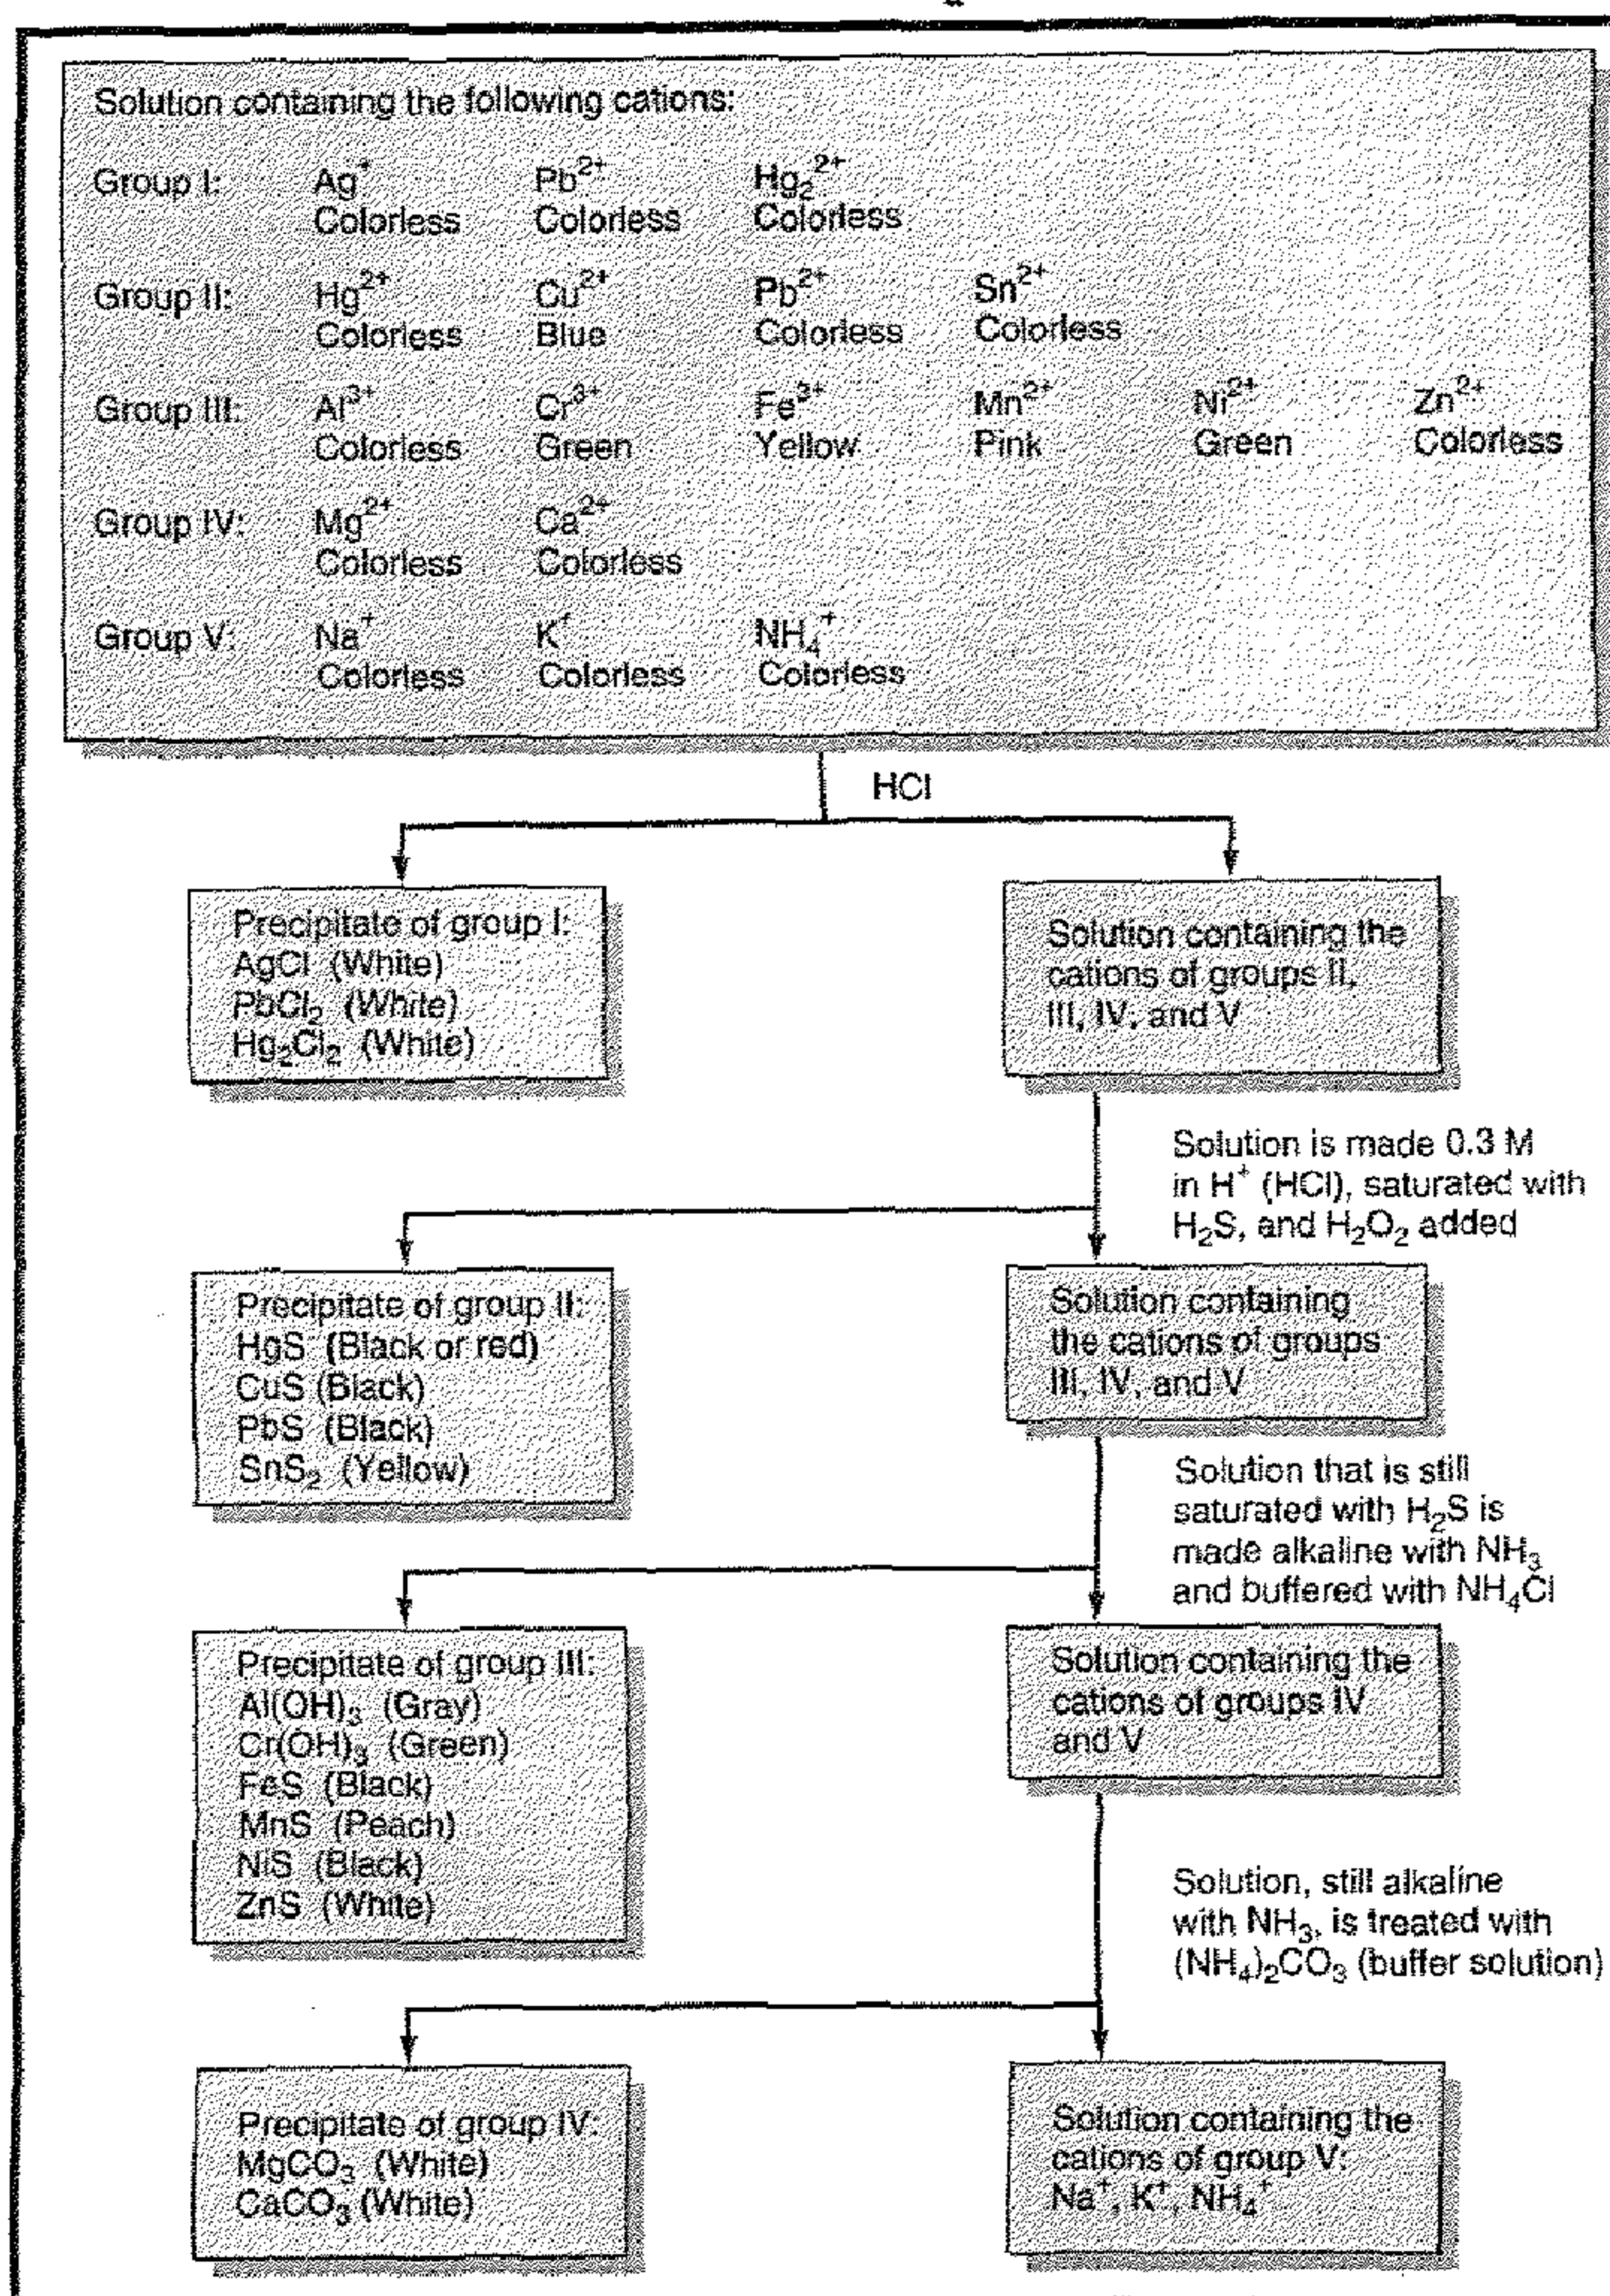 Solution containing the following cations:
Group I: Ag⁺ Pb²⁺ Hg₂²⁺
Colorless Colorless Colorless
Group II: Hg²⁺ Cu²⁺ Pb²⁺ Sn²⁺
Colorless Blue Colorless Colorless
Group III: Al³⁺ Cr³⁺ Fe³⁺ Mn²⁺ Ni²⁺ Zn²⁺
Colorless Green Yellow Pink Green Colorless
Group IV: Mg²⁺ Ca²⁺
Colorless Colorless
Group V: Na⁺ K⁺ NH₄⁺
Colorless Colorless Colorless
HCl
Precipitate of group I:
AgCl (White)
PbCl₂ (White)
Hg₂Cl₂ (White)
Solution containing the
cations of groups II,
III, IV, and V
Solution is made 0.3 M
in H⁺ (HCl), saturated with
H₂S, and H₂O₂ added
Precipitate of group II:
HgS (Black or red)
CuS (Black)
PbS (Black)
SnS₂ (Yellow)
Solution containing
the cations of groups
III, IV, and V
Solution that is still
saturated with H₂S is
made alkaline with NH₃
and buffered with NH₄Cl
Precipitate of group III:
Al(OH)₃ (Gray)
Cr(OH)₃ (Green)
FeS (Black)
MnS (Peach)
NiS (Black)
ZnS (White)
Solution containing the
cations of groups IV
and V
Solution, still alkaline
with NH₃, is treated with
(NH₄)₂CO₃ (buffer solution)
Precipitate of group IV:
MgCO₃ (White)
CaCO₃ (White)
Solution containing the
cations of group V:
Na⁺, K⁺, NH₄⁺